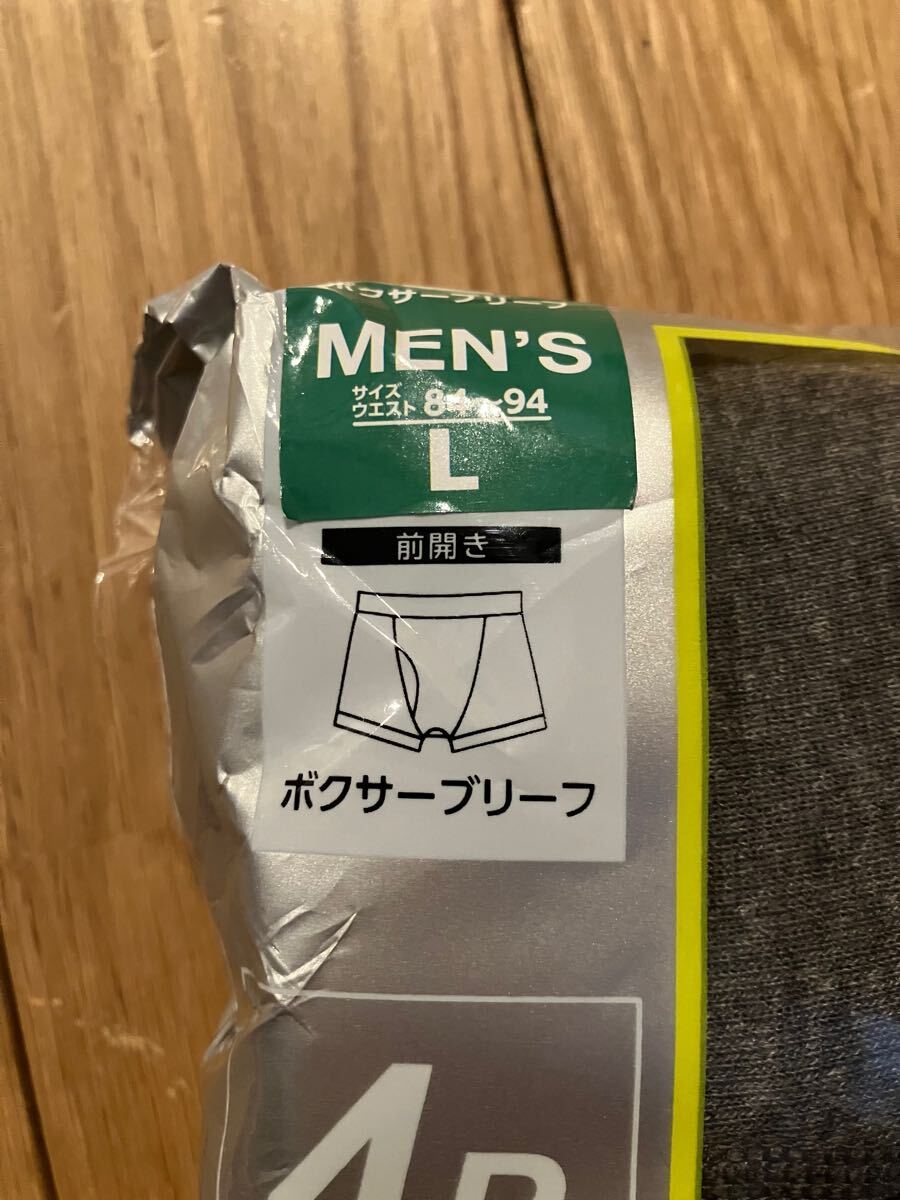 ボクサーブリーフ
MEN'S
サイズ
ウエスト 84~94
L
前開き
ボクサーブリーフ
4P